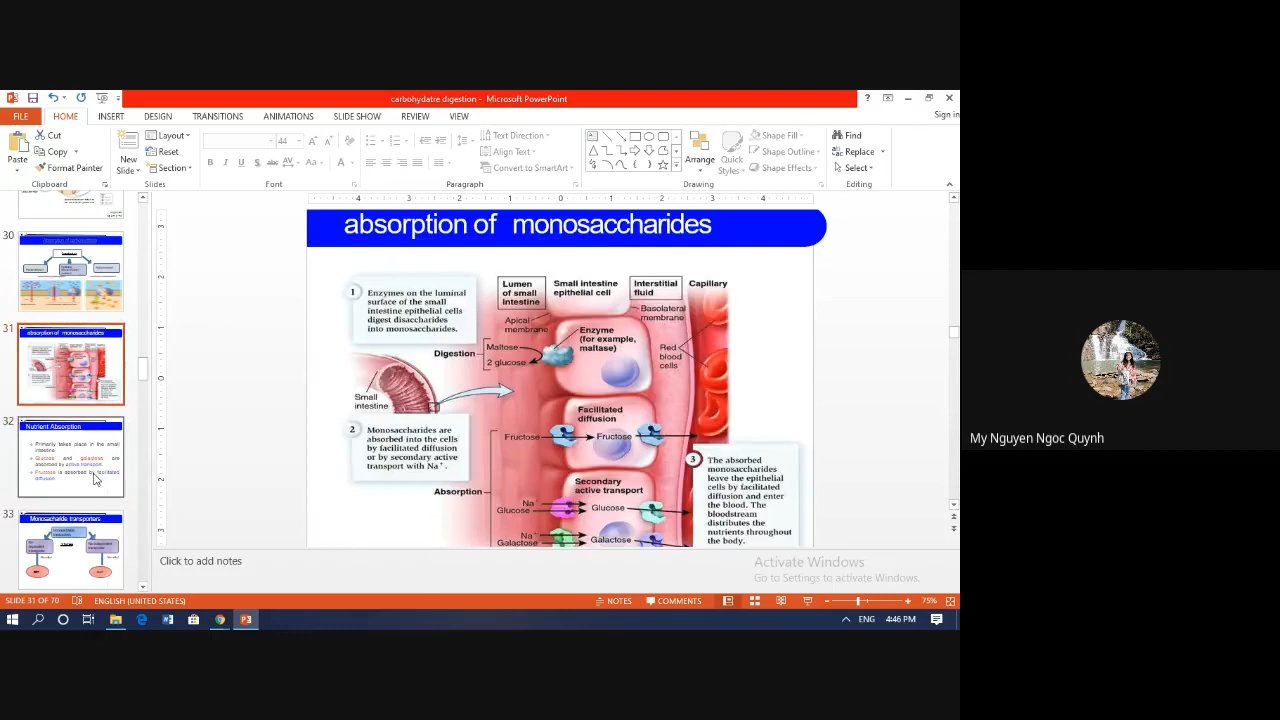 carbohydatre digestion - Microsoft PowerPoint
Sign in
FILE HOME INSERT DESIGN TRANSITIONS ANIMATIONS SLIDE SHOW REVIEW VIEW
Paste
Cut
Copy
Format Painter
Clipboard
New
Slide
Layout
Reset
Section
Slides
44
Font
Text Direction
Align Text
Convert to SmartArt
Paragraph
Arrange
Quick
Styles
Shape Fill
Shape Outline
Shape Effects
Drawing
Find
Replace
Select
Editing
30
31
absorption of monosaccharides
32
Nutrient Absorption
Primarily takes place in the small
intestine
Glucose and galactose are
absorbed by active transport
Fructose is absorbed by facilitated
diffusion
33
Monosacharide transporters
absorption of monosaccharides
1 Enzymes on the luminal
surface of the small
intestine epithelial cells
digest disaccharides
into monosaccharides.
Lumen
of small
intestine
Small intestine
epithelial cell
Interstitial
fluid
Capillary
Apical
membrane
Basolateral
membrane
Enzyme
(for example,
maltase)
Digestion
Maltose
2 glucose
Red
blood
cells
Small
intestine
2 Monosaccharides are
absorbed into the cells
by facilitated diffusion
or by secondary active
transport with Na+.
Facilitated
diffusion
Fructose Fructose
Absorption
Secondary
active transport
Na+
Glucose Glucose
Na+
Galactose Galactose
3 The absorbed
monosaccharides
leave the epithelial
cells by facilitated
diffusion and enter
the blood. The
bloodstream
distributes the
nutrients throughout
the body.
Click to add notes
Activate Windows
Go to Settings to activate Windows.
SLIDE 31 OF 70 ENGLISH (UNITED STATES) NOTES COMMENTS 75%
ENG 4:46 PM
My Nguyen Ngoc Quynh